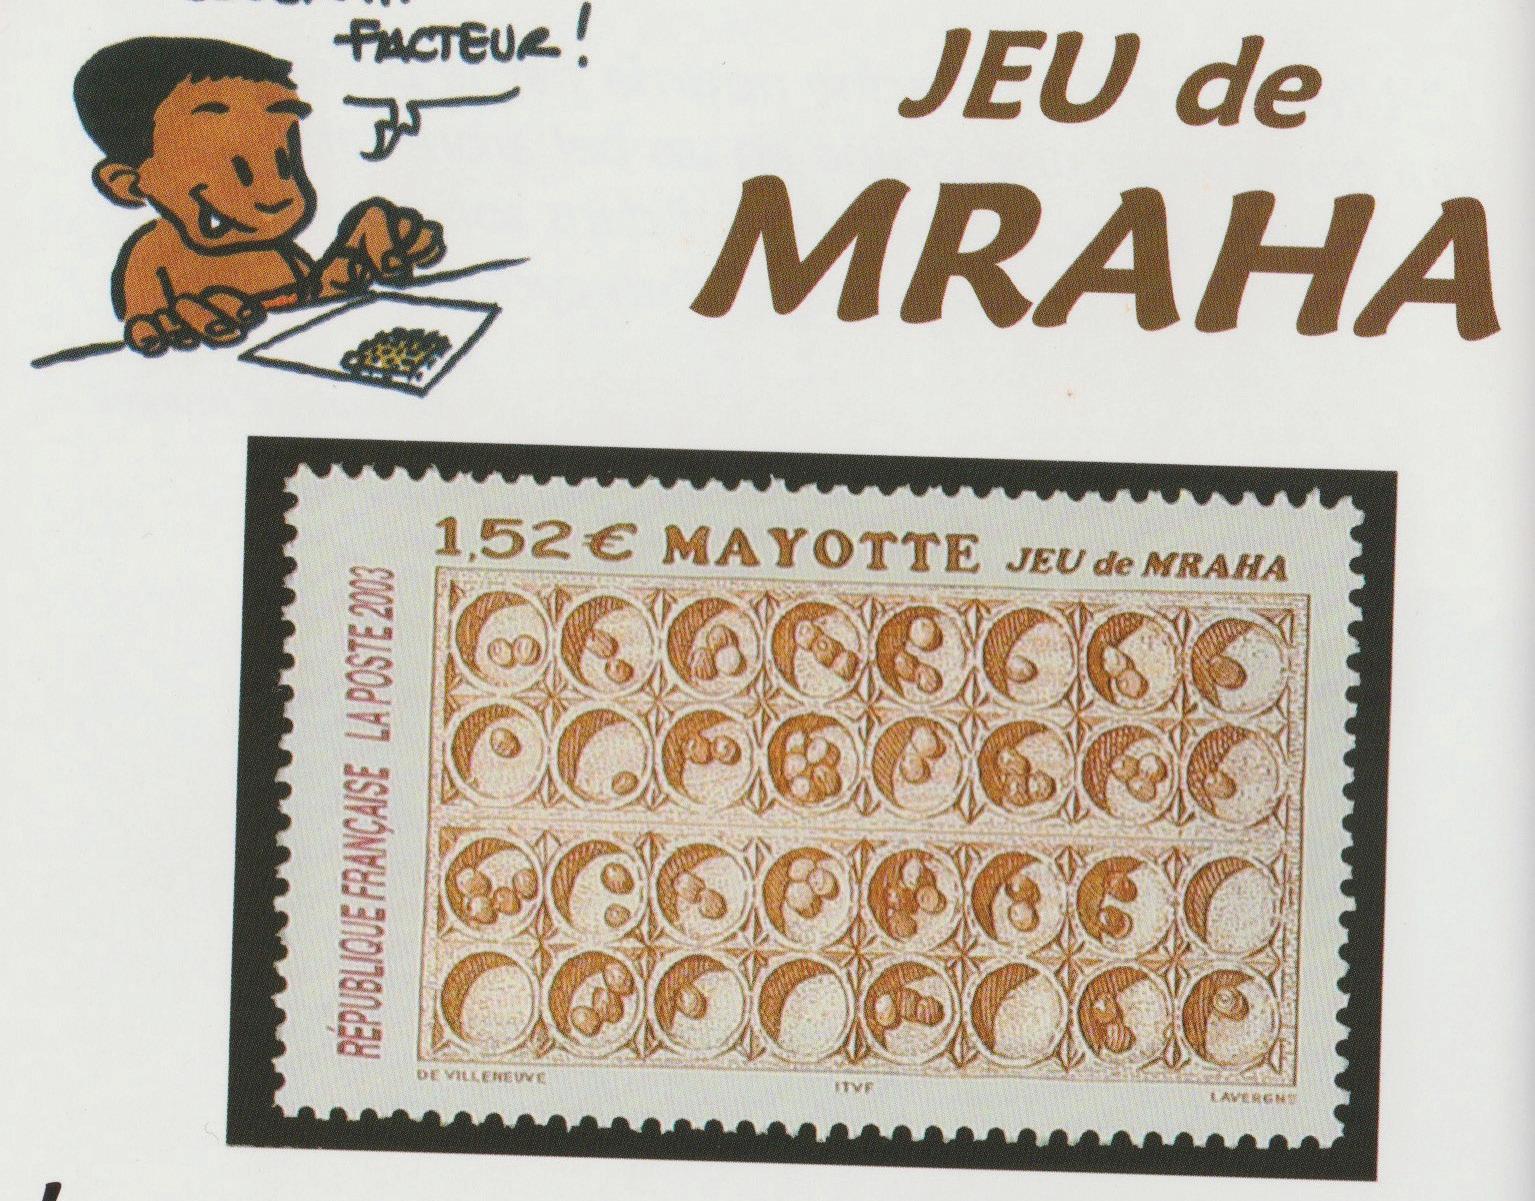 FACTEUR !
JEU de
MRAHA
1,52 € MAYOTTE JEU de MRAHA
RÉPUBLIQUE FRANÇAISE LA POSTE 2003
DE VILLENEUVE ITVF LAVERGNE